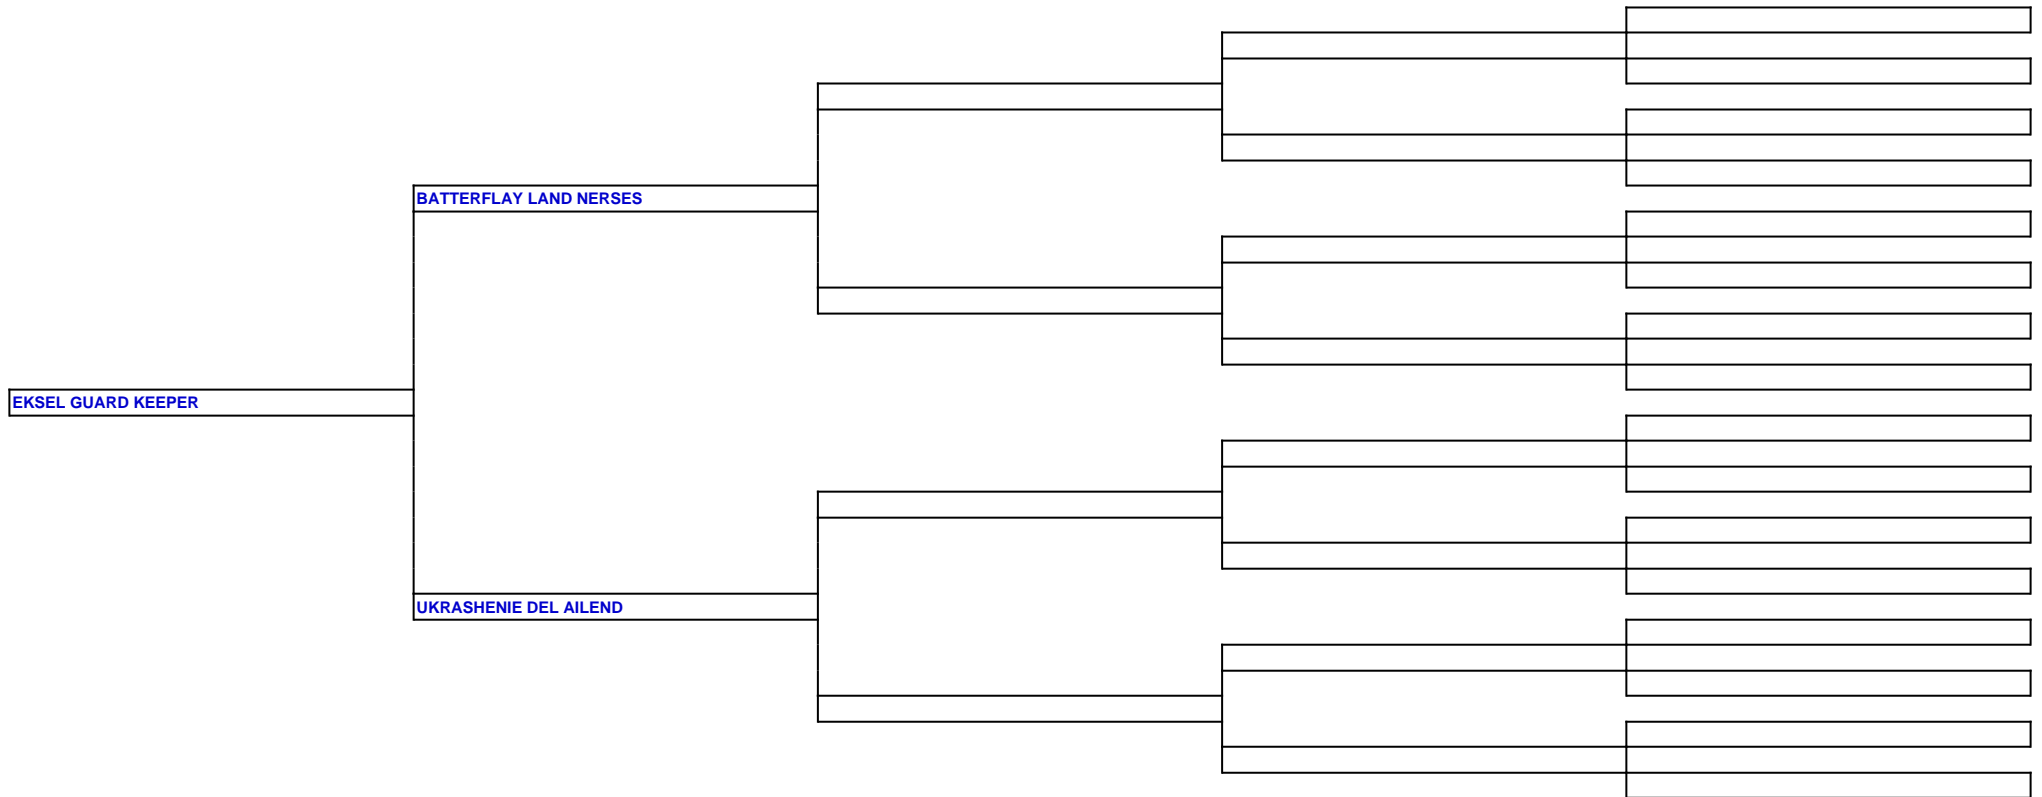 BATTERFLAY LAND NERSES
EKSEL GUARD KEEPER
UKRASHENIE DEL AILEND